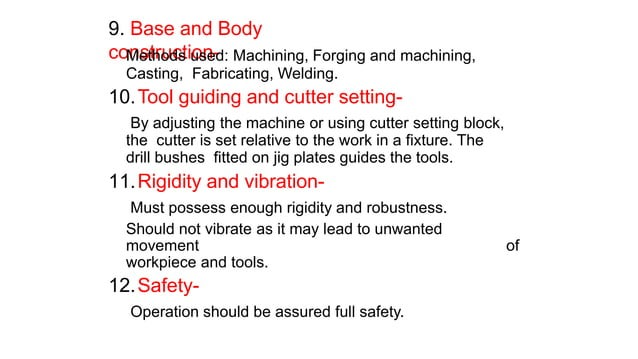 9. Base and Body
construction-
Methods used: Machining, Forging and machining,
Casting, Fabricating, Welding.
10. Tool guiding and cutter setting-
By adjusting the machine or using cutter setting block,
the cutter is set relative to the work in a fixture. The
drill bushes fitted on jig plates guides the tools.
11. Rigidity and vibration-
Must possess enough rigidity and robustness.
Should not vibrate as it may lead to unwanted
movement of
workpiece and tools.
12. Safety-
Operation should be assured full safety.